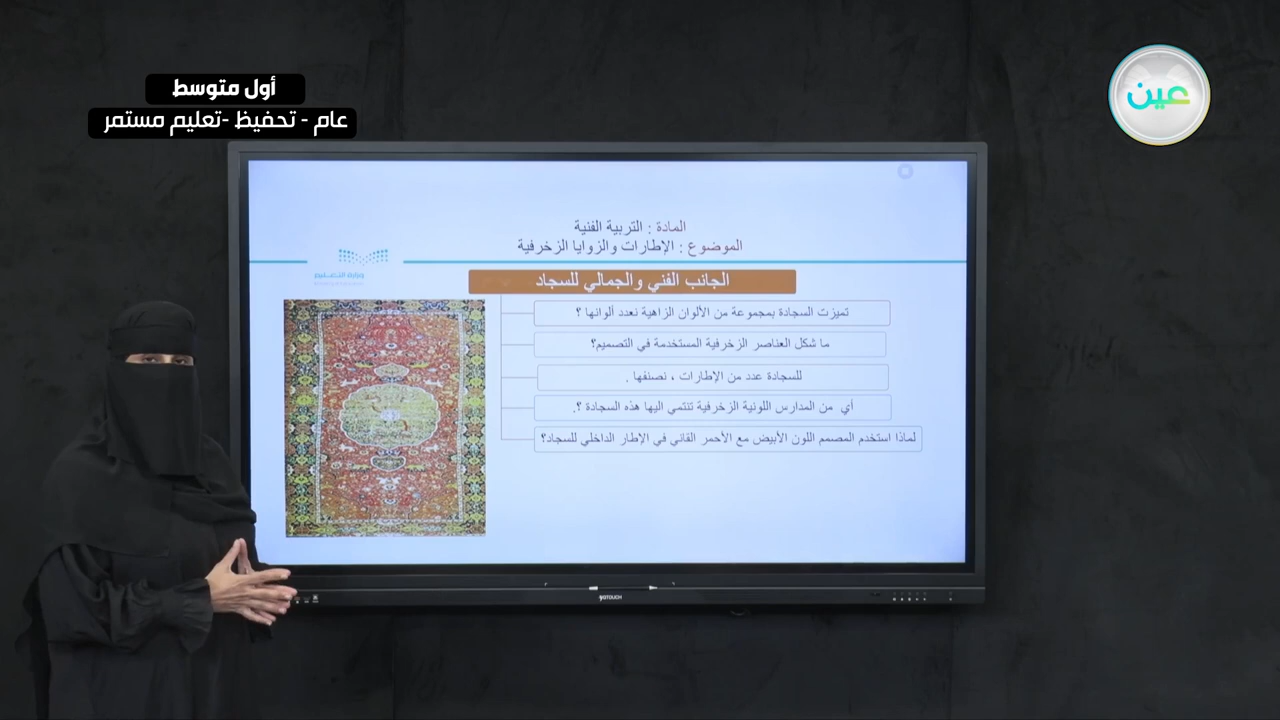 أول متوسط
عام - تحفيظ -تعليم مستمر
عين
المادة : التربية الفنية
الموضوع : الإطارات والزوايا الزخرفية
وزارة التعليم
الجانب الفني والجمالي للسجاد
تميزت السجادة بمجموعة من الألوان الزاهية نعدد ألوانها ؟
ما شكل العناصر الزخرفية المستخدمة في التصميم؟
للسجادة عدد من الإطارات ، نصنفها .
أي من المدارس اللونية الزخرفية تنتمي اليها هذه السجادة ؟.
لماذا استخدم المصمم اللون الأبيض مع الأحمر القاني في الإطار الداخلي للسجاد؟